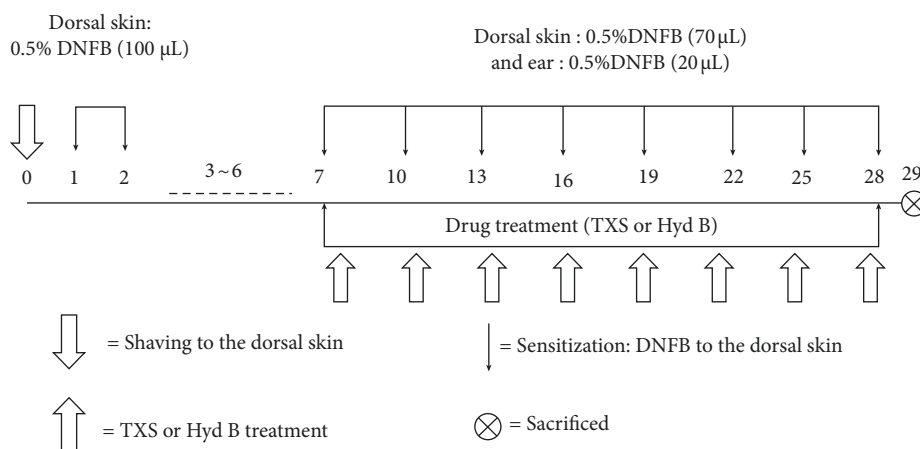 Dorsal skin:
0.5% DNFB (100 μL)
Dorsal skin : 0.5%DNFB (70 μL)
and ear : 0.5%DNFB (20 μL)
0 1 2 3 ~ 6 7 10 13 16 19 22 25 28 29
Drug treatment (TXS or Hyd B)
= Shaving to the dorsal skin
= Sensitization: DNFB to the dorsal skin
= TXS or Hyd B treatment
= Sacrificed